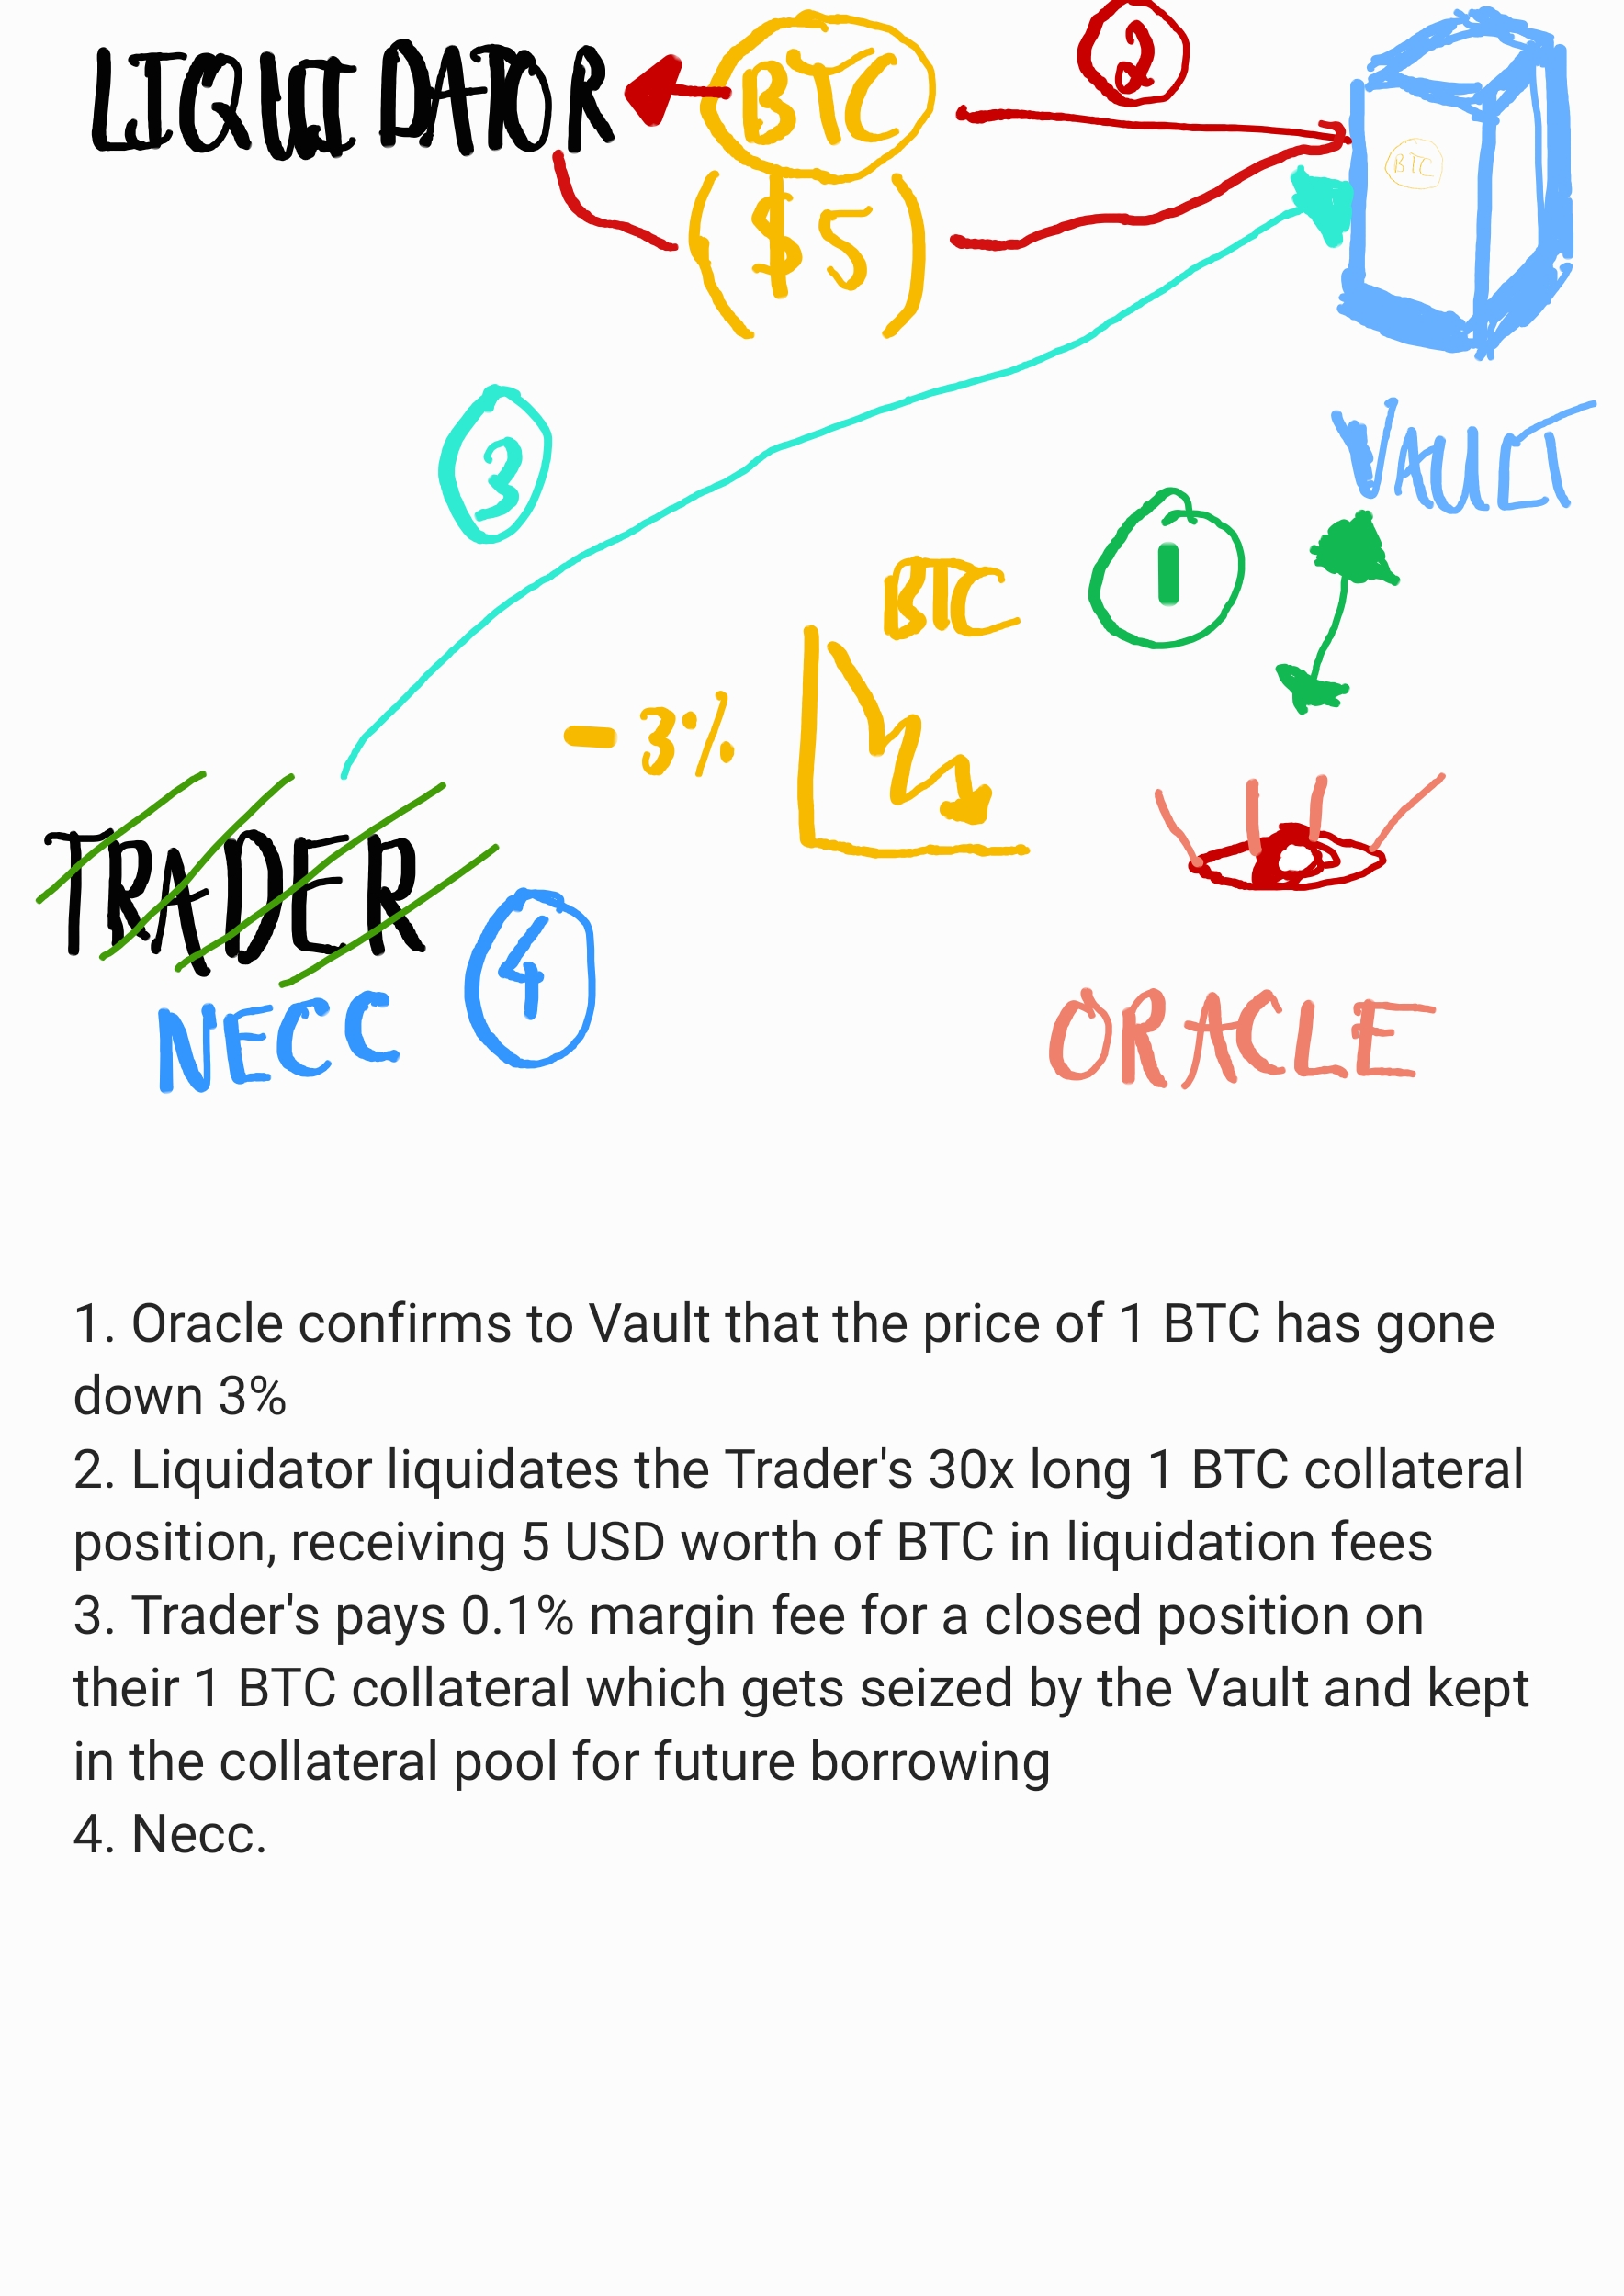 LIQUIDATOR
BTC
2
BTC
($5)
3
VAULT
BTC
1
- 3%
TRADER
4
NECC
ORACLE
1. Oracle confirms to Vault that the price of 1 BTC has gone
down 3%
2. Liquidator liquidates the Trader's 30x long 1 BTC collateral
position, receiving 5 USD worth of BTC in liquidation fees
3. Trader's pays 0.1% margin fee for a closed position on
their 1 BTC collateral which gets seized by the Vault and kept
in the collateral pool for future borrowing
4. Necc.